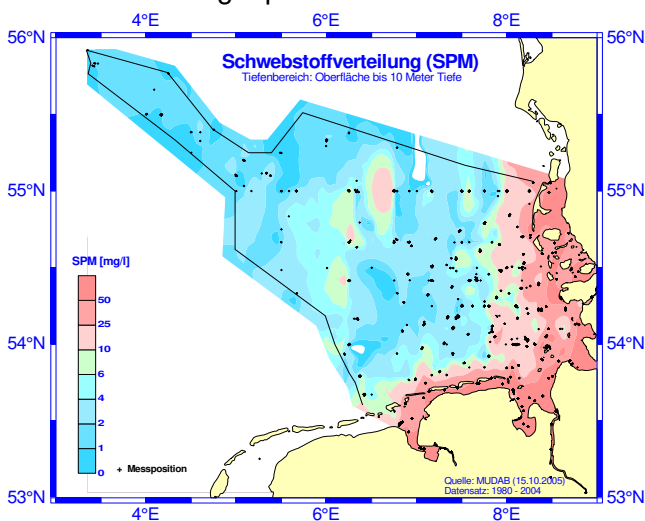 4°E 6°E 8°E
56°N 56°N
Schwebstoffverteilung (SPM)
Tiefenbereich: Oberfläche bis 10 Meter Tiefe
55°N 55°N
SPM [mg/l]
50
25
10
6
4
2
1
0
54°N 54°N
+ Messposition
Quelle: MUDAB (15.10.2005)
Datensatz: 1980 - 2004
53°N 53°N
4°E 6°E 8°E